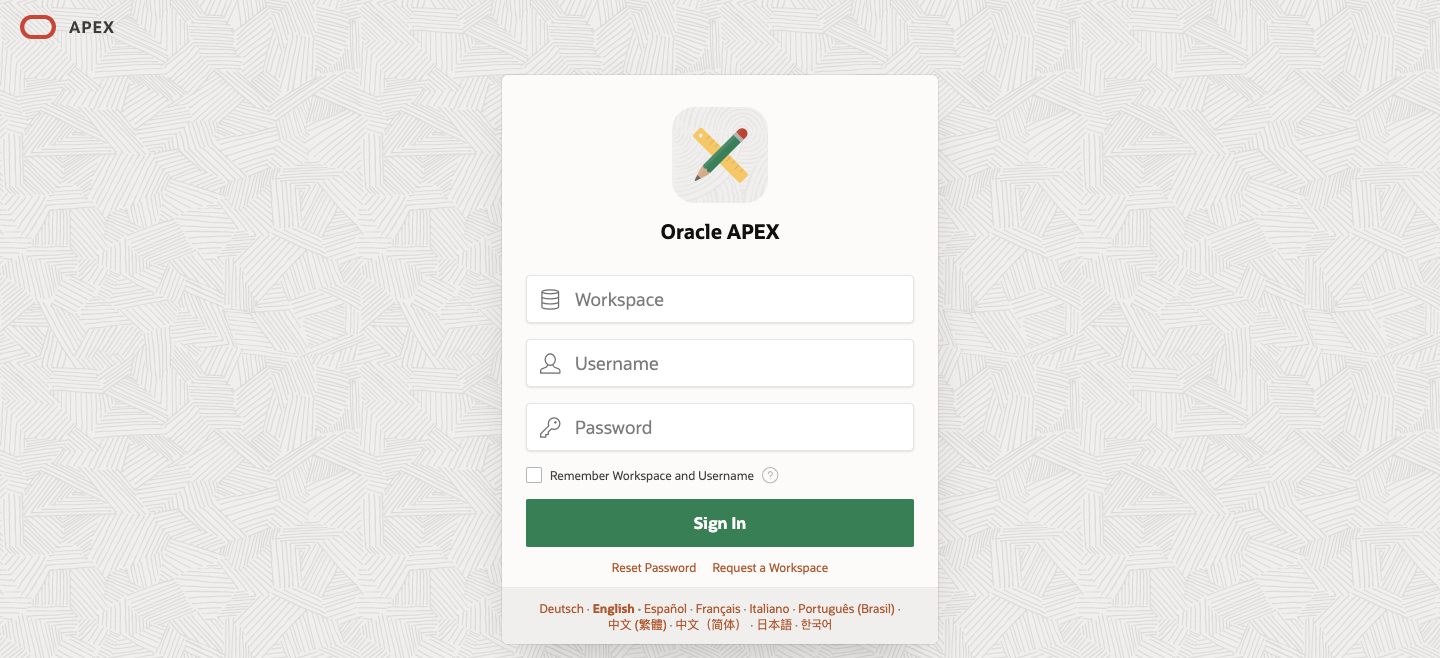 APEX
Oracle APEX
Workspace
Username
Password
Remember Workspace and Username ?
Sign In
Reset Password Request a Workspace
Deutsch · English · Español · Français · Italiano · Português (Brasil) ·
中文 (繁體) · 中文（简体） · 日本語 · 한국어